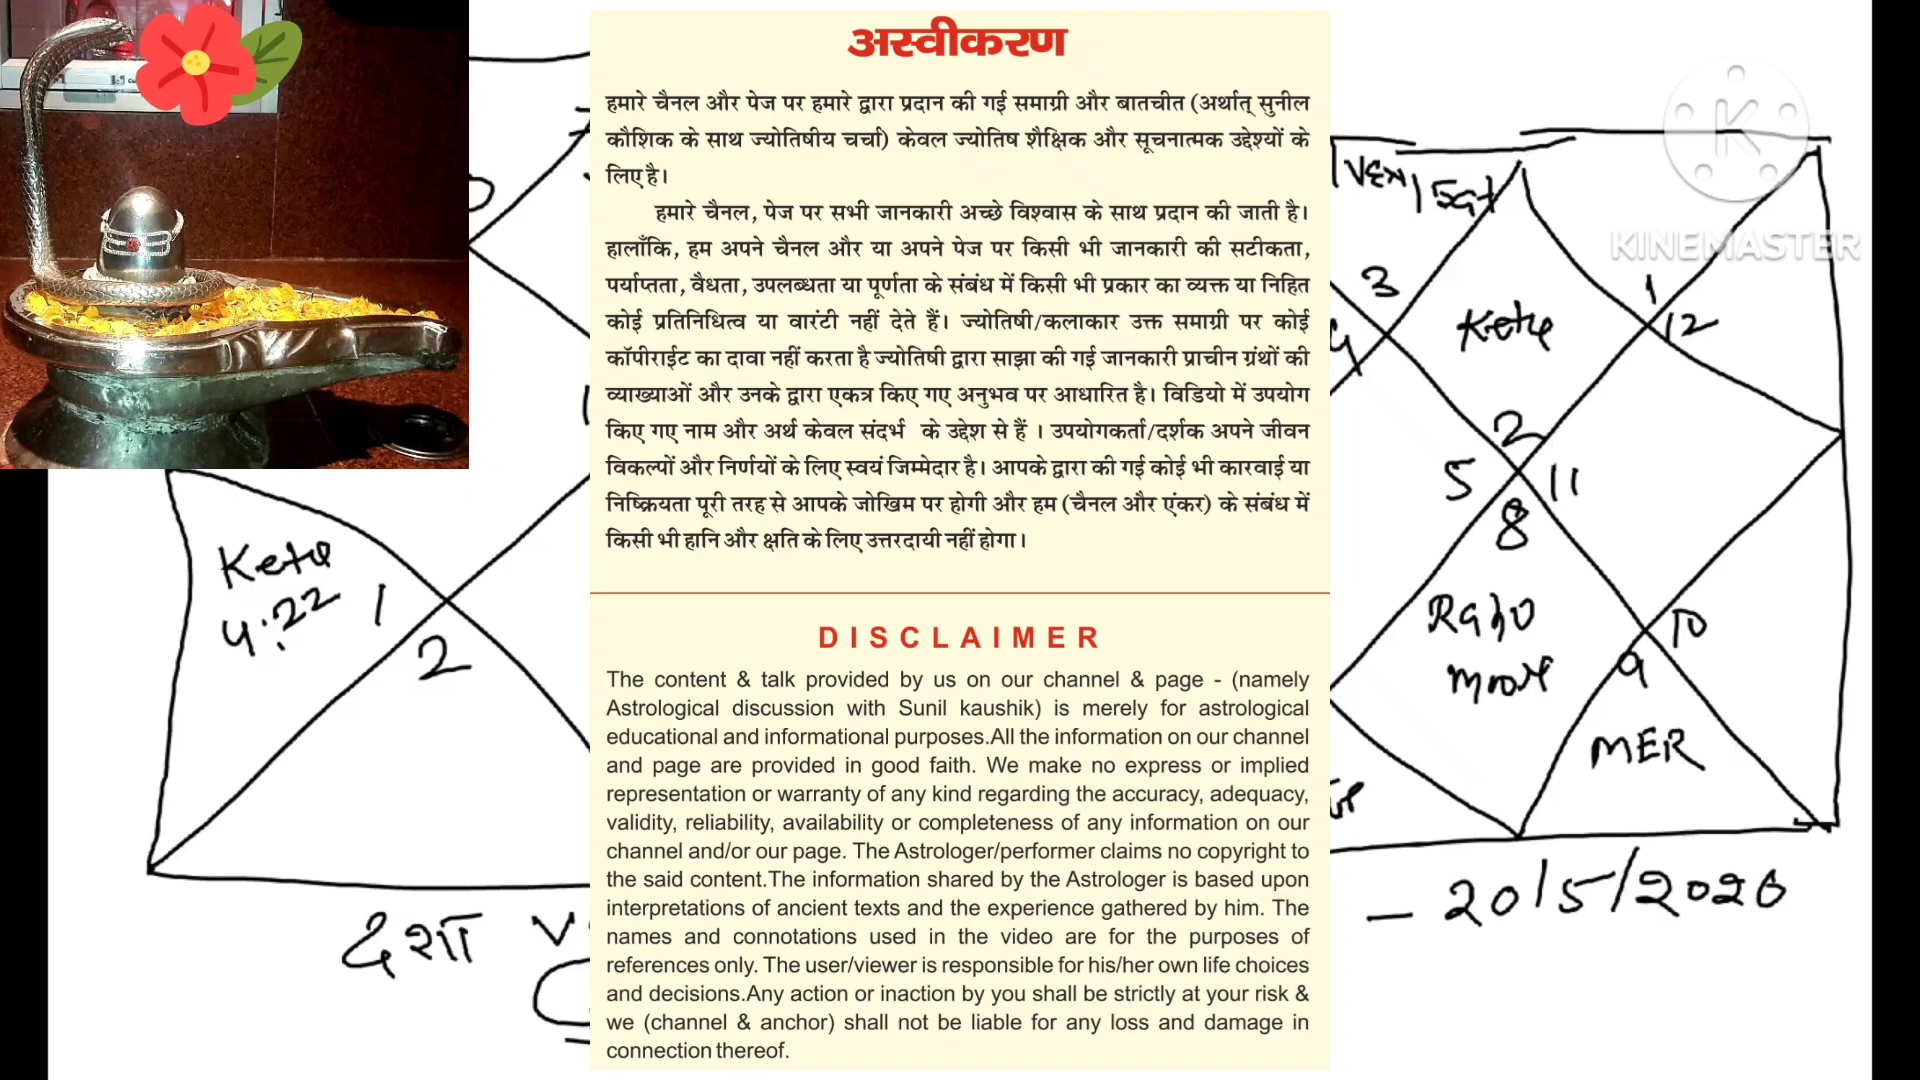 अस्वीकरण
हमारे चैनल और पेज पर हमारे द्वारा प्रदान की गई समाग्री और बातचीत (अर्थात् सुनील
कौशिक के साथ ज्योतिषीय चर्चा) केवल ज्योतिष शैक्षिक और सूचनात्मक उद्देश्यों के
लिए है।
हमारे चैनल, पेज पर सभी जानकारी अच्छे विश्वास के साथ प्रदान की जाती है।
हालाँकि, हम अपने चैनल और या अपने पेज पर किसी भी जानकारी की सटीकता,
पर्याप्तता, वैधता, उपलब्धता या पूर्णता के संबंध में किसी भी प्रकार का व्यक्त या निहित
कोई प्रतिनिधित्व या वारंटी नहीं देते हैं। ज्योतिषी/कलाकार उक्त समाग्री पर कोई
कॉपीराईट का दावा नहीं करता है ज्योतिषी द्वारा साझा की गई जानकारी प्राचीन ग्रंथों की
व्याख्याओं और उनके द्वारा एकत्र किए गए अनुभव पर आधारित है। विडियो में उपयोग
किए गए नाम और अर्थ केवल संदर्भ के उद्देश से हैं । उपयोगकर्ता/दर्शक अपने जीवन
विकल्पों और निर्णयों के लिए स्वयं जिम्मेदार है। आपके द्वारा की गई कोई भी कारवाई या
निष्क्रियता पूरी तरह से आपके जोखिम पर होगी और हम (चैनल और एंकर) के संबंध में
किसी भी हानि और क्षति के लिए उत्तरदायी नहीं होगा।
DISCLAIMER
The content & talk provided by us on our channel & page - (namely
Astrological discussion with Sunil kaushik) is merely for astrological
educational and informational purposes.All the information on our channel
and page are provided in good faith. We make no express or implied
representation or warranty of any kind regarding the accuracy, adequacy,
validity, reliability, availability or completeness of any information on our
channel and/or our page. The Astrologer/performer claims no copyright to
the said content.The information shared by the Astrologer is based upon
interpretations of ancient texts and the experience gathered by him. The
names and connotations used in the video are for the purposes of
references only. The user/viewer is responsible for his/her own life choices
and decisions.Any action or inaction by you shall be strictly at your risk &
we (channel & anchor) shall not be liable for any loss and damage in
connection thereof.
Ketu
4:22
1
2
दशा
K
KINEMASTER
VEN
Sat
3
Ketu
1
12
2
5
11
8
Rahu
Moon
10
9
MER
- 20/5/2020